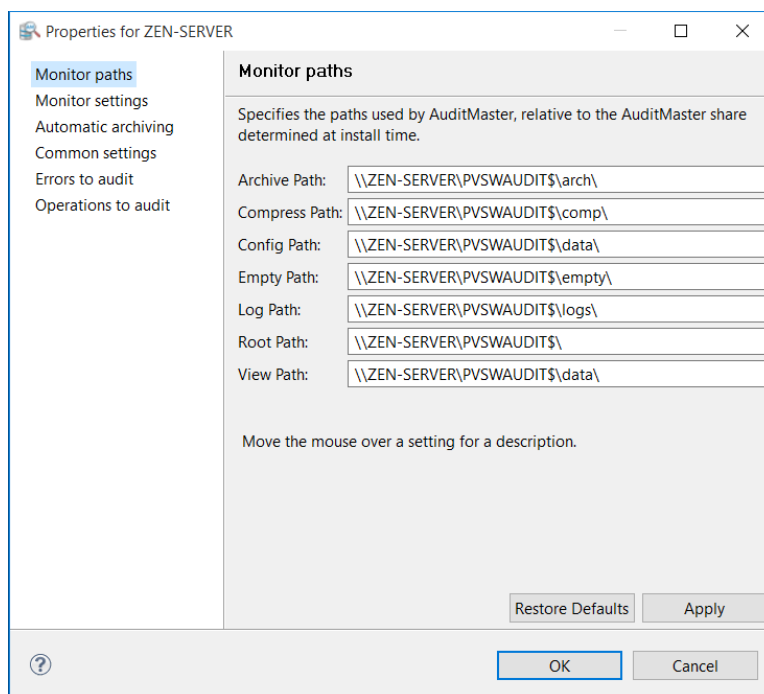 Properties for ZEN-SERVER
Monitor paths
Monitor settings
Automatic archiving
Common settings
Errors to audit
Operations to audit
Monitor paths
Specifies the paths used by AuditMaster, relative to the AuditMaster share
determined at install time.
Archive Path: \\ZEN-SERVER\PVSWAUDIT$\arch\
Compress Path: \\ZEN-SERVER\PVSWAUDIT$\comp\
Config Path: \\ZEN-SERVER\PVSWAUDIT$\data\
Empty Path: \\ZEN-SERVER\PVSWAUDIT$\empty\
Log Path: \\ZEN-SERVER\PVSWAUDIT$\logs\
Root Path: \\ZEN-SERVER\PVSWAUDIT$\
View Path: \\ZEN-SERVER\PVSWAUDIT$\data\
Move the mouse over a setting for a description.
Restore Defaults Apply
? OK Cancel